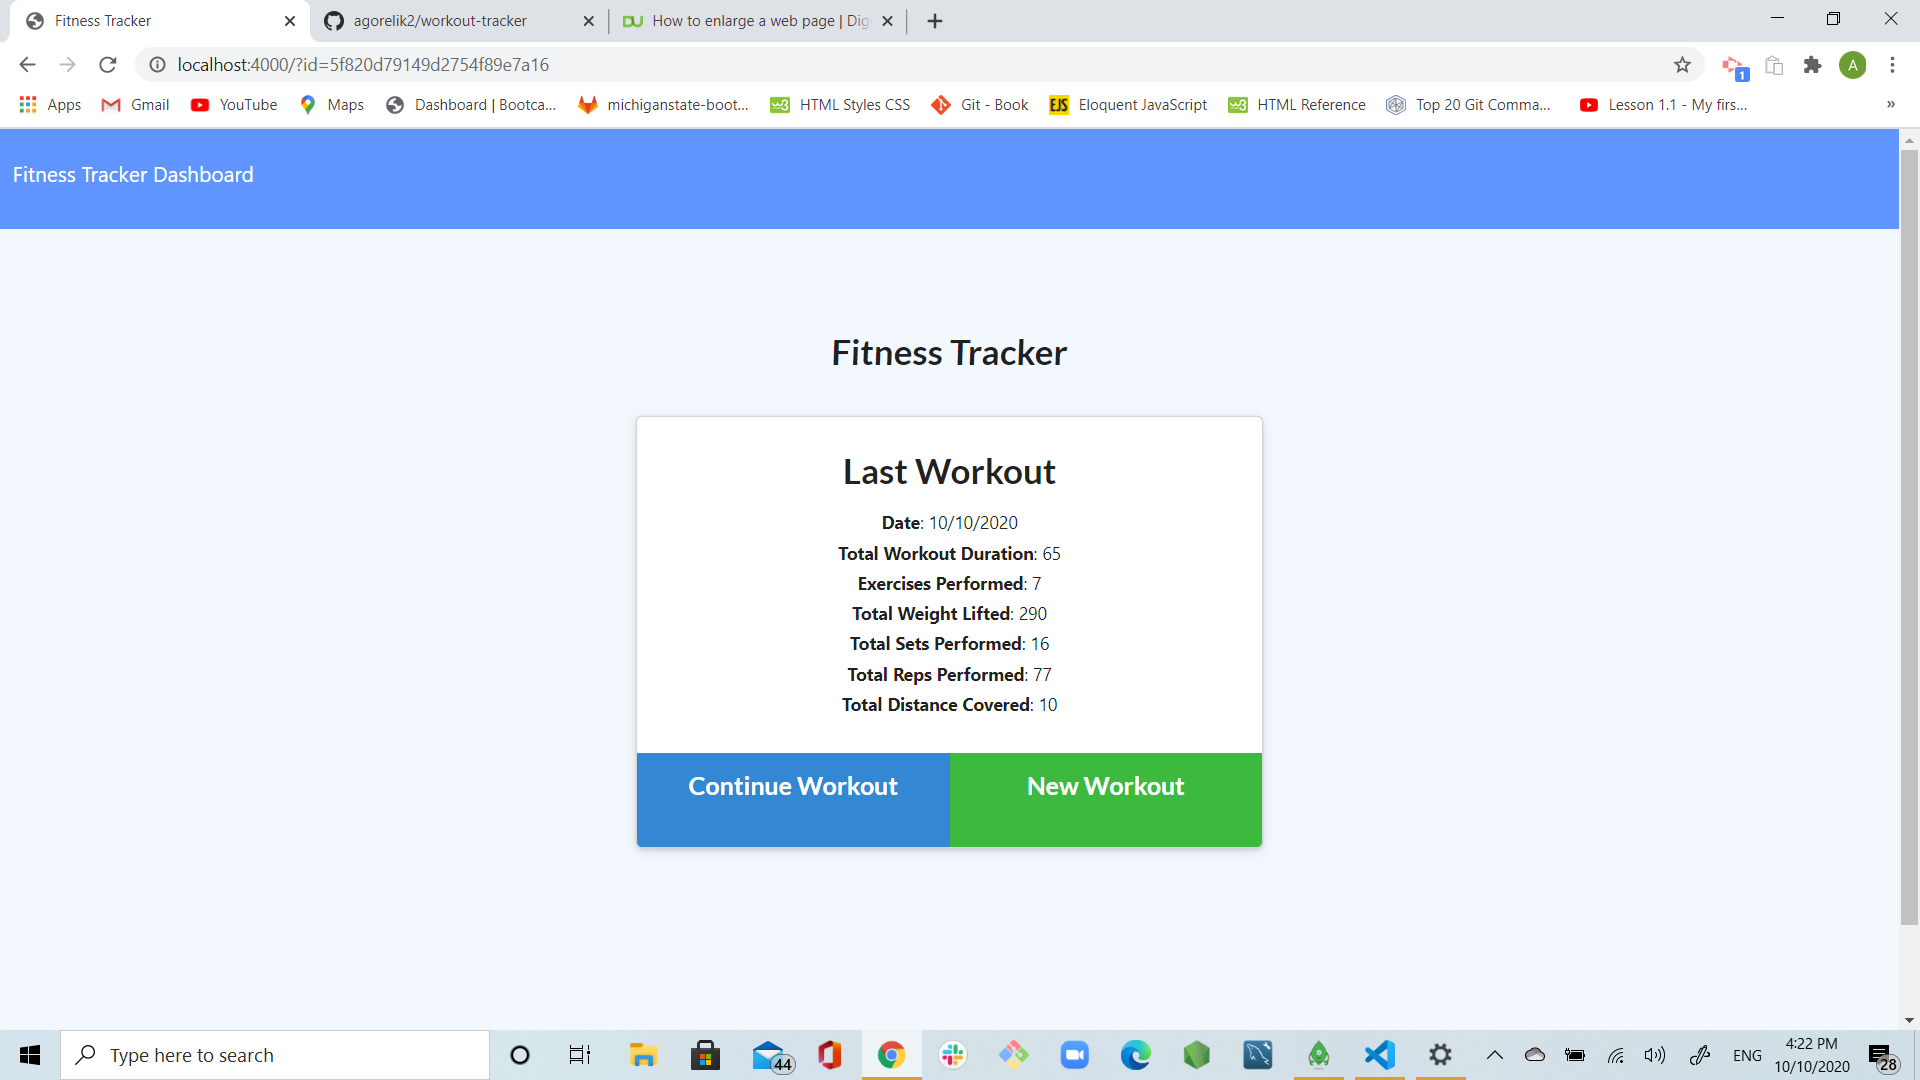 Fitness Tracker
agorelik2/workout-tracker
How to enlarge a web page | Dig
localhost:4000/?id=5f820d79149d2754f89e7a16
A
1
Apps
Gmail
YouTube
Maps
Dashboard | Bootca...
michiganstate-boot...
HTML Styles CSS
Git - Book
EJS Eloquent JavaScript
HTML Reference
Top 20 Git Comma...
Lesson 1.1 - My firs...
»
Fitness Tracker Dashboard
Fitness Tracker
Last Workout
Date: 10/10/2020
Total Workout Duration: 65
Exercises Performed: 7
Total Weight Lifted: 290
Total Sets Performed: 16
Total Reps Performed: 77
Total Distance Covered: 10
Continue Workout
New Workout
Type here to search
44
ENG
4:22 PM
10/10/2020
28